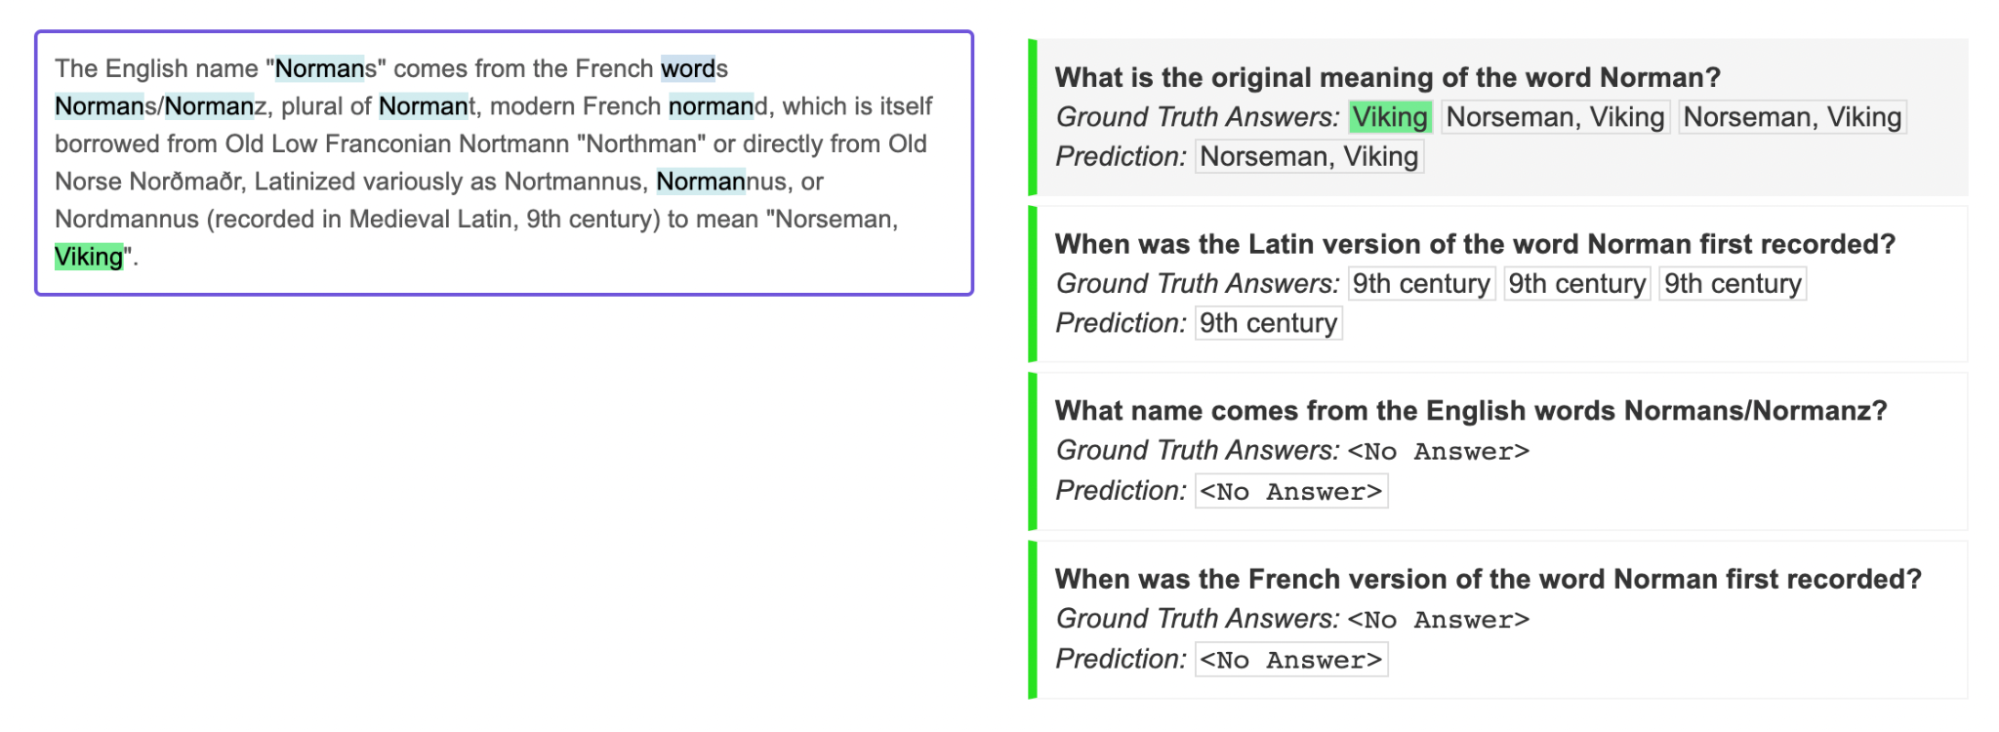 The English name "Normans" comes from the French words
Normans/Normanz, plural of Normant, modern French normand, which is itself
borrowed from Old Low Franconian Nortmann "Northman" or directly from Old
Norse Norðmaðr, Latinized variously as Nortmannus, Normannus, or
Nordmannus (recorded in Medieval Latin, 9th century) to mean "Norseman,
Viking".
What is the original meaning of the word Norman?
Ground Truth Answers: Viking Norseman, Viking Norseman, Viking
Prediction: Norseman, Viking
When was the Latin version of the word Norman first recorded?
Ground Truth Answers: 9th century 9th century 9th century
Prediction: 9th century
What name comes from the English words Normans/Normanz?
Ground Truth Answers: <No Answer>
Prediction: <No Answer>
When was the French version of the word Norman first recorded?
Ground Truth Answers: <No Answer>
Prediction: <No Answer>